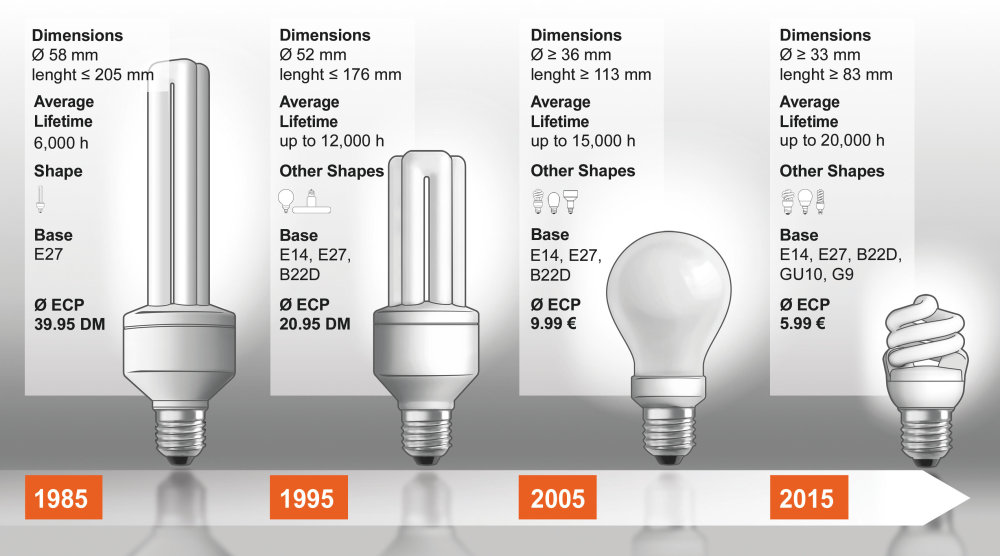 Dimensions
Ø 58 mm
lenght ≤ 205 mm
Average
Lifetime
6,000 h
Shape
Base
E27
Ø ECP
39.95 DM
1985
Dimensions
Ø 52 mm
lenght ≤ 176 mm
Average
Lifetime
up to 12,000 h
Other Shapes
Base
E14, E27,
B22D
Ø ECP
20.95 DM
1995
Dimensions
Ø ≥ 36 mm
lenght ≥ 113 mm
Average
Lifetime
up to 15,000 h
Other Shapes
Base
E14, E27,
B22D
Ø ECP
9.99 €
2005
Dimensions
Ø ≥ 33 mm
lenght ≥ 83 mm
Average
Lifetime
up to 20,000 h
Other Shapes
Base
E14, E27, B22D,
GU10, G9
Ø ECP
5.99 €
2015